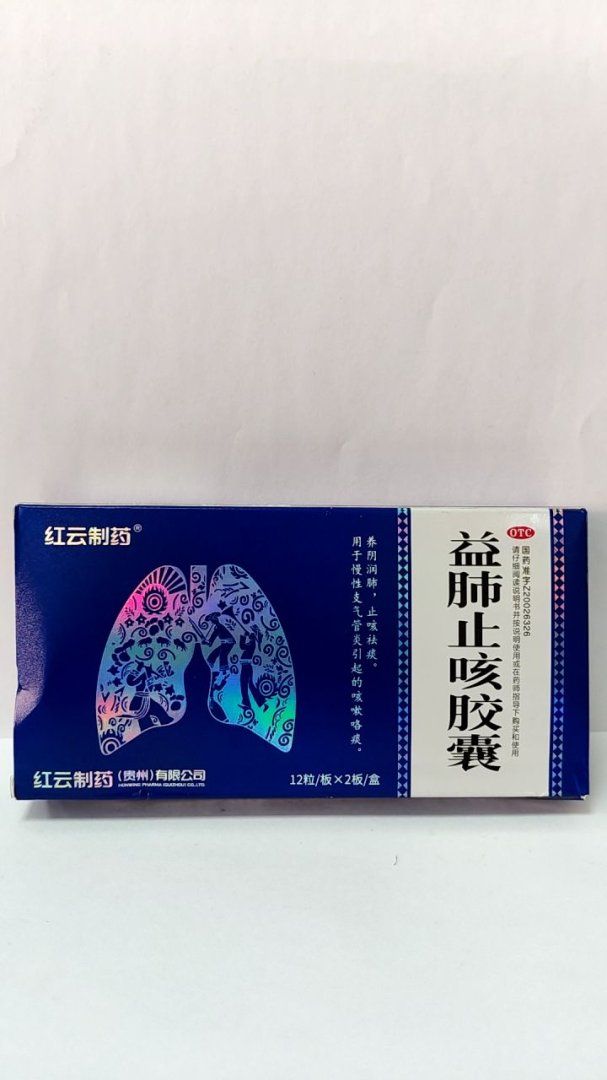 红云制药®
养阴润肺，止咳祛痰。
用于慢性支气管炎引起的咳嗽咯痰。
红云制药(贵州)有限公司
HONWING PHARMA (GUIZHOU) CO.,LTD.
12粒/板×2板/盒
OTC
国药准字Z20026326
请仔细阅读说明书并按说明使用或在药师指导下购买和使用
益肺止咳胶囊